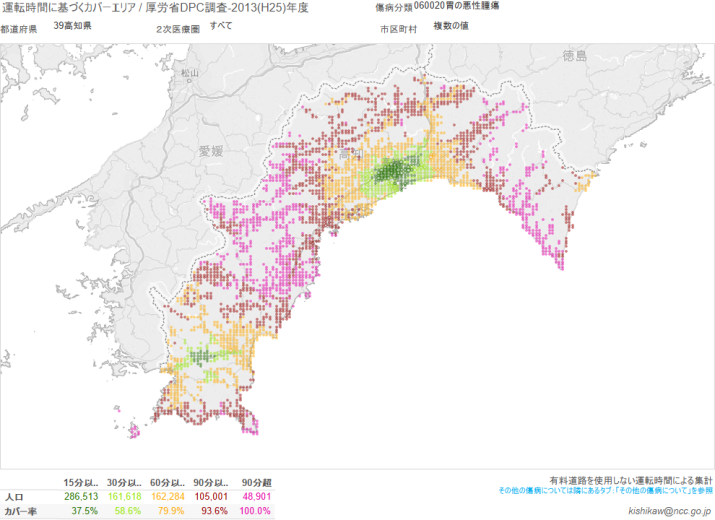 運転時間に基づくカバーエリア / 厚労省DPC調査-2013(H25)年度
傷病分類 060020胃の悪性腫瘍
都道府県 39高知県 2次医療圏 すべて 市区町村 複数の値
徳島
松山
愛媛
高知
15分以.. 30分以.. 60分以.. 90分以.. 90分超
人口 286,513 161,618 162,284 105,001 48,901
カバー率 37.5% 58.6% 79.9% 93.6% 100.0%
有料道路を使用しない運転時間による集計
その他の傷病については隣にあるタブ:「その他の傷病について」を参照
kishikaw@ncc.go.jp